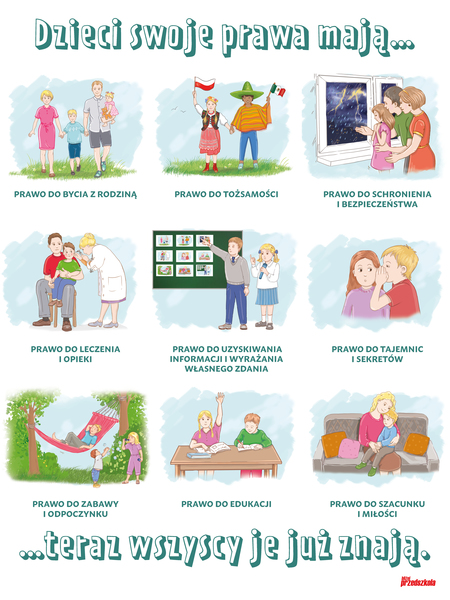 Dzieci swoje prawa mają...
PRAWO DO BYCIA Z RODZINĄ
PRAWO DO TOŻSAMOŚCI
PRAWO DO SCHRONIENIA
I BEZPIECZEŃSTWA
PRAWO DO LECZENIA
I OPIEKI
PRAWO DO UZYSKIWANIA
INFORMACJI I WYRAŻANIA
WŁASNEGO ZDANIA
PRAWO DO TAJEMNIC
I SEKRETÓW
PRAWO DO ZABAWY
I ODPOCZYNKU
PRAWO DO EDUKACJI
PRAWO DO SZACUNKU
I MIŁOŚCI
...teraz wszyscy je już znają.
przedszkola